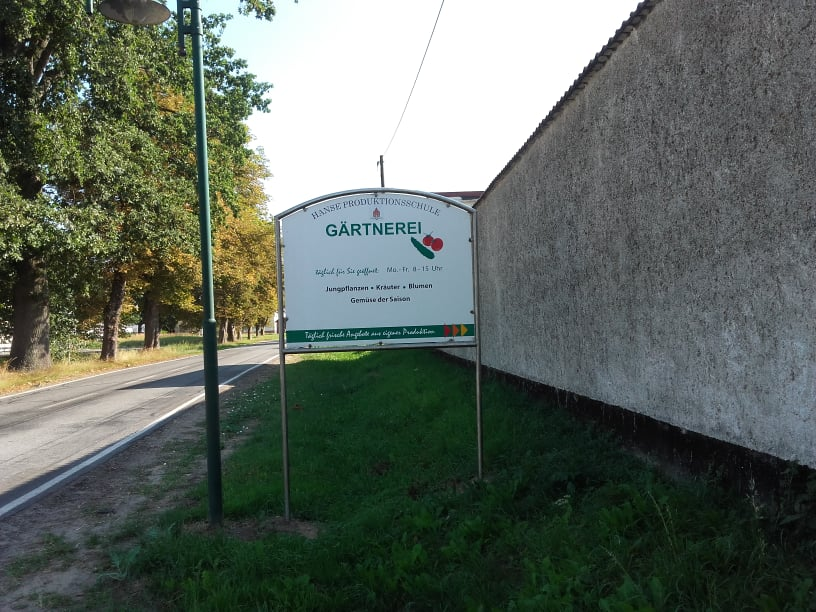 HANSE PRODUKTIONSSCHULE
GÄRTNEREI
täglich für Sie geöffnet Mo.-Fr. 8-15 Uhr
Jungpflanzen • Kräuter • Blumen
Gemüse der Saison
Täglich frische Angebote aus eigener Produktion